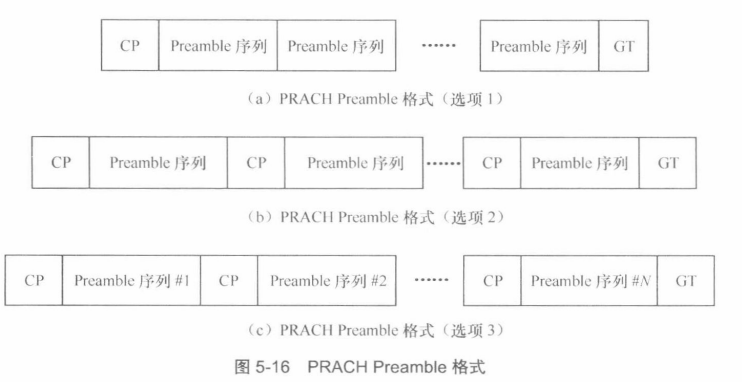 CP Preamble 序列 Preamble 序列 ······ Preamble 序列 GT
（a）PRACH Preamble 格式（选项1）
CP Preamble 序列 CP Preamble 序列 ······ CP Preamble 序列 GT
（b）PRACH Preamble 格式（选项2）
CP Preamble 序列 #1 CP Preamble 序列 #2 ······ CP Preamble 序列 #N GT
（c）PRACH Preamble 格式（选项3）
图 5-16 PRACH Preamble 格式